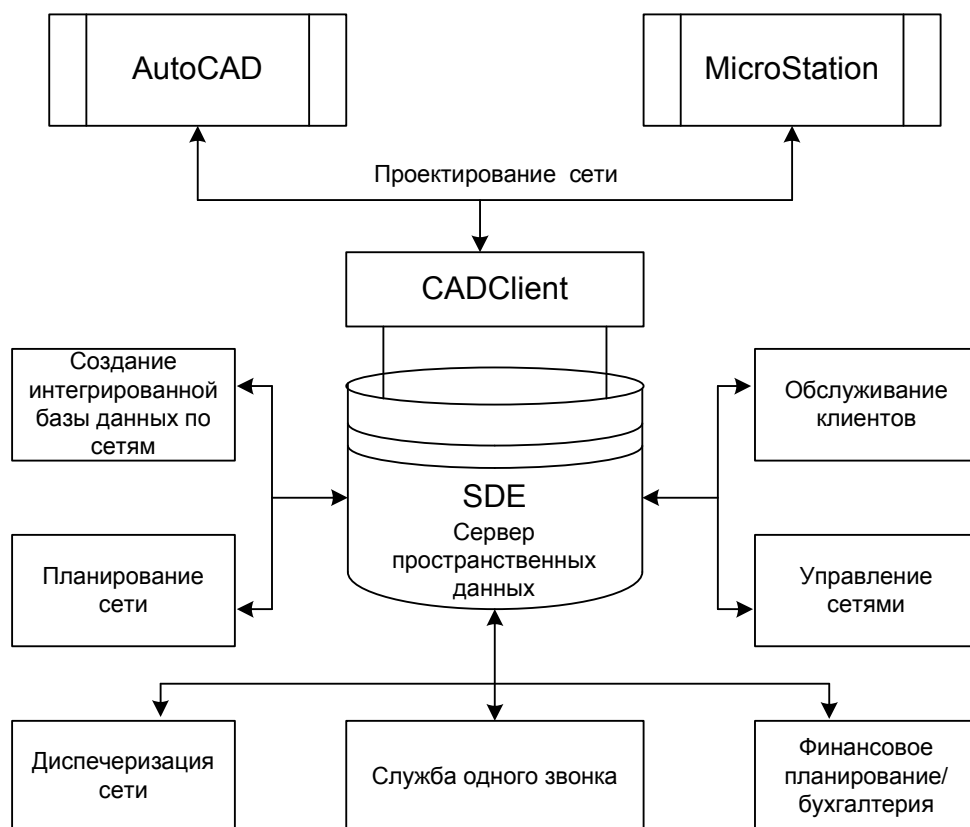 AutoCAD
MicroStation
Проектирование сети
CADClient
Создание
интегрированной
базы данных по
сетям
Обслуживание
клиентов
SDE
Сервер
пространственных
данных
Планирование
сети
Управление
сетями
Диспечеризация
сети
Служба одного звонка
Финансовое
планирование/
бухгалтерия